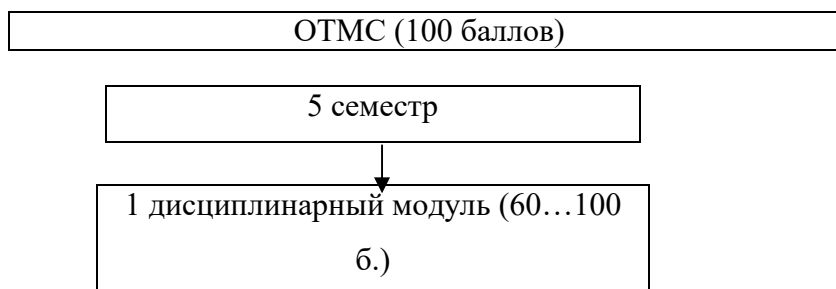 ОТМС (100 баллов)
5 семестр
1 дисциплинарный модуль (60…100
б.)